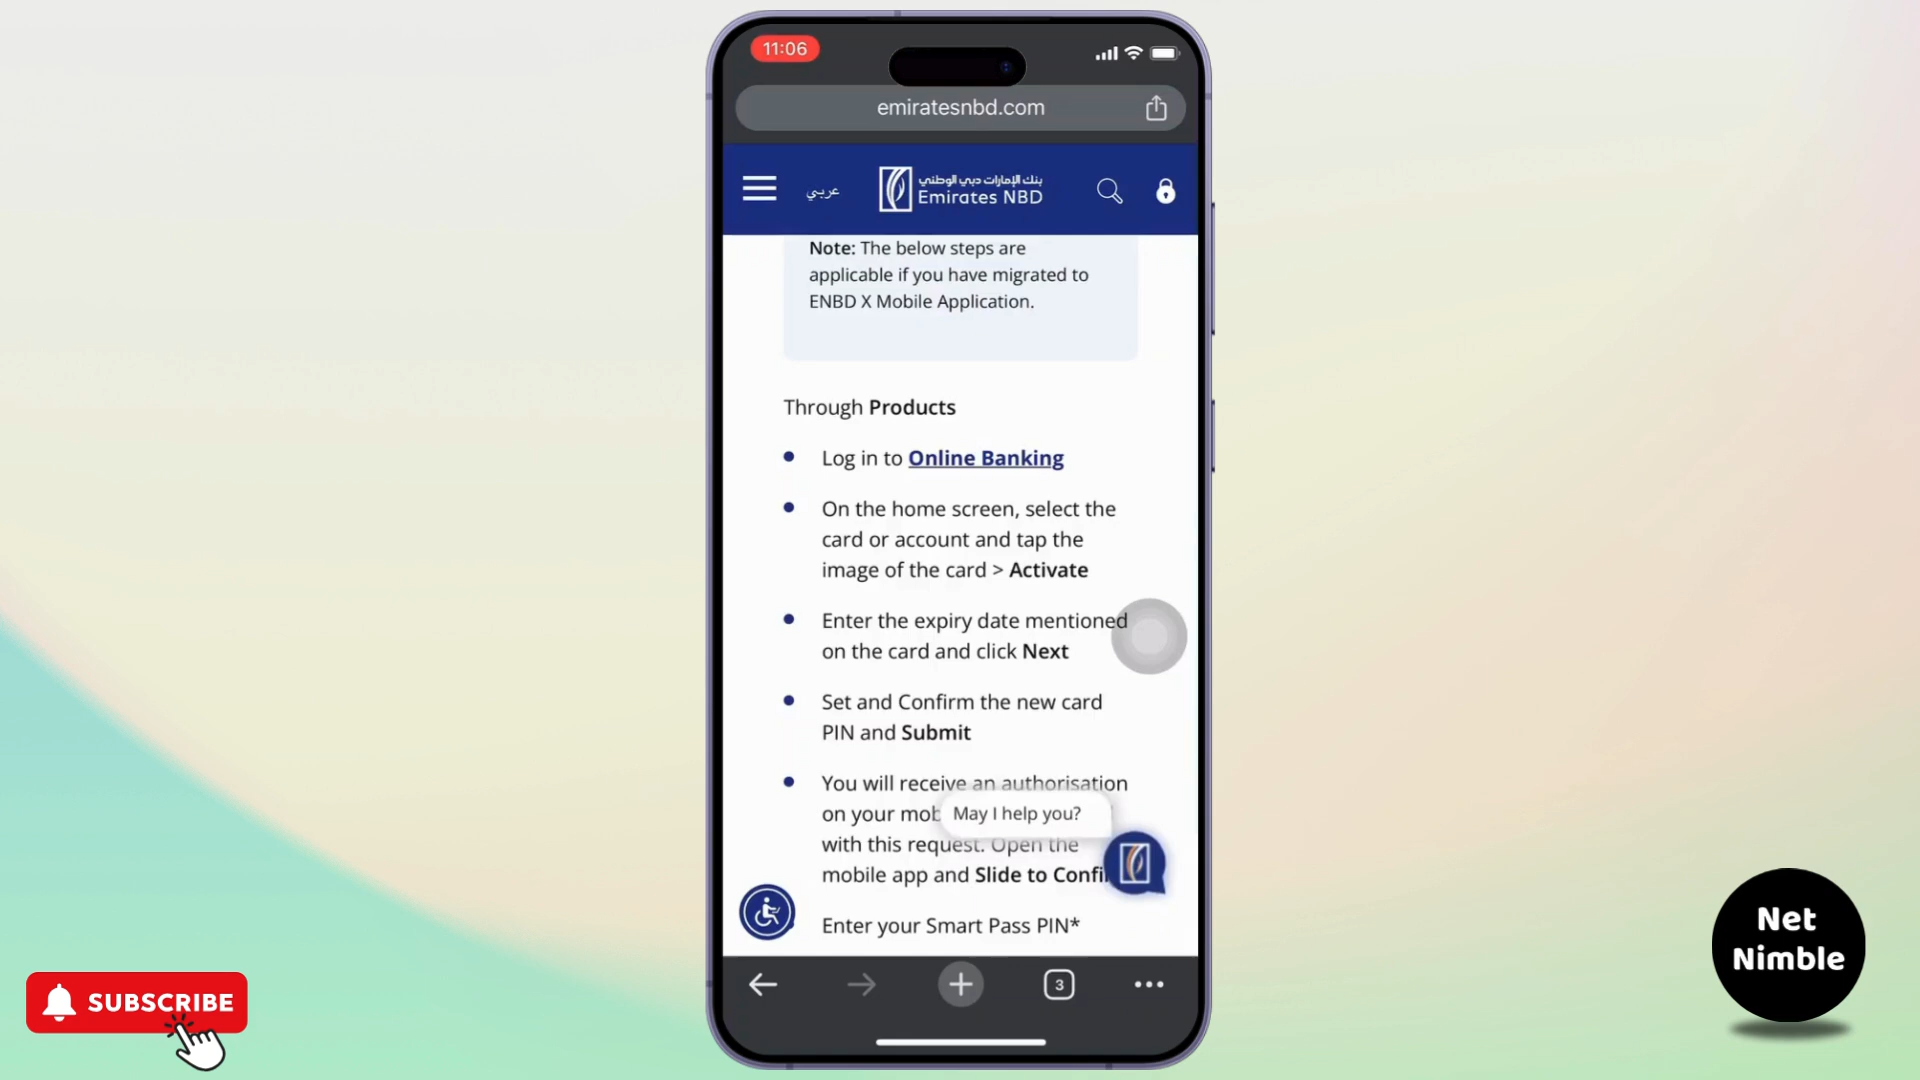 11:06
emiratesnbd.com
عربي
بنك الإمارات دبي الوطني
Emirates NBD
Note: The below steps are
applicable if you have migrated to
ENBD X Mobile Application.
Through Products
Log in to Online Banking
On the home screen, select the
card or account and tap the
image of the card > Activate
Enter the expiry date mentioned
on the card and click Next
Set and Confirm the new card
PIN and Submit
You will receive an authorisation
on your mob
May I help you?
with this request. Open the
mobile app and Slide to Confi
Enter your Smart Pass PIN*
3
SUBSCRIBE
Net
Nimble